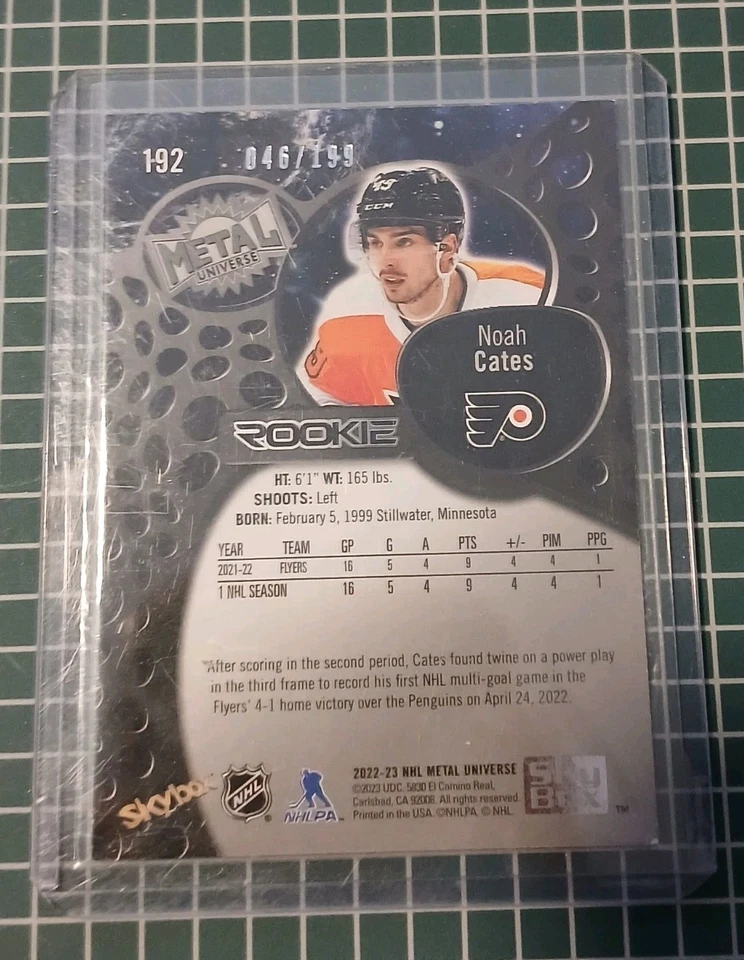 192
046/199
49
CCM
METAL
UNIVERSE
Noah
Cates
P
ROOKIE
HT: 6'1" WT: 165 lbs.
SHOOTS: Left
BORN: February 5, 1999 Stillwater, Minnesota
YEAR TEAM GP G A PTS +/- PIM PPG
2021-22 FLYERS 16 5 4 9 4 4 1
1 NHL SEASON 16 5 4 9 4 4 1
After scoring in the second period, Cates found twine on a power play
in the third frame to record his first NHL multi-goal game in the
Flyers' 4-1 home victory over the Penguins on April 24, 2022.
skybox
NHL
NHLPA
2022-23 NHL METAL UNIVERSE
©2023 UDC. 5830 El Camino Real,
Carlsbad, CA 92008. All rights reserved.
Printed in the USA. ©NHLPA. © NHL.
SKY
BOX
™